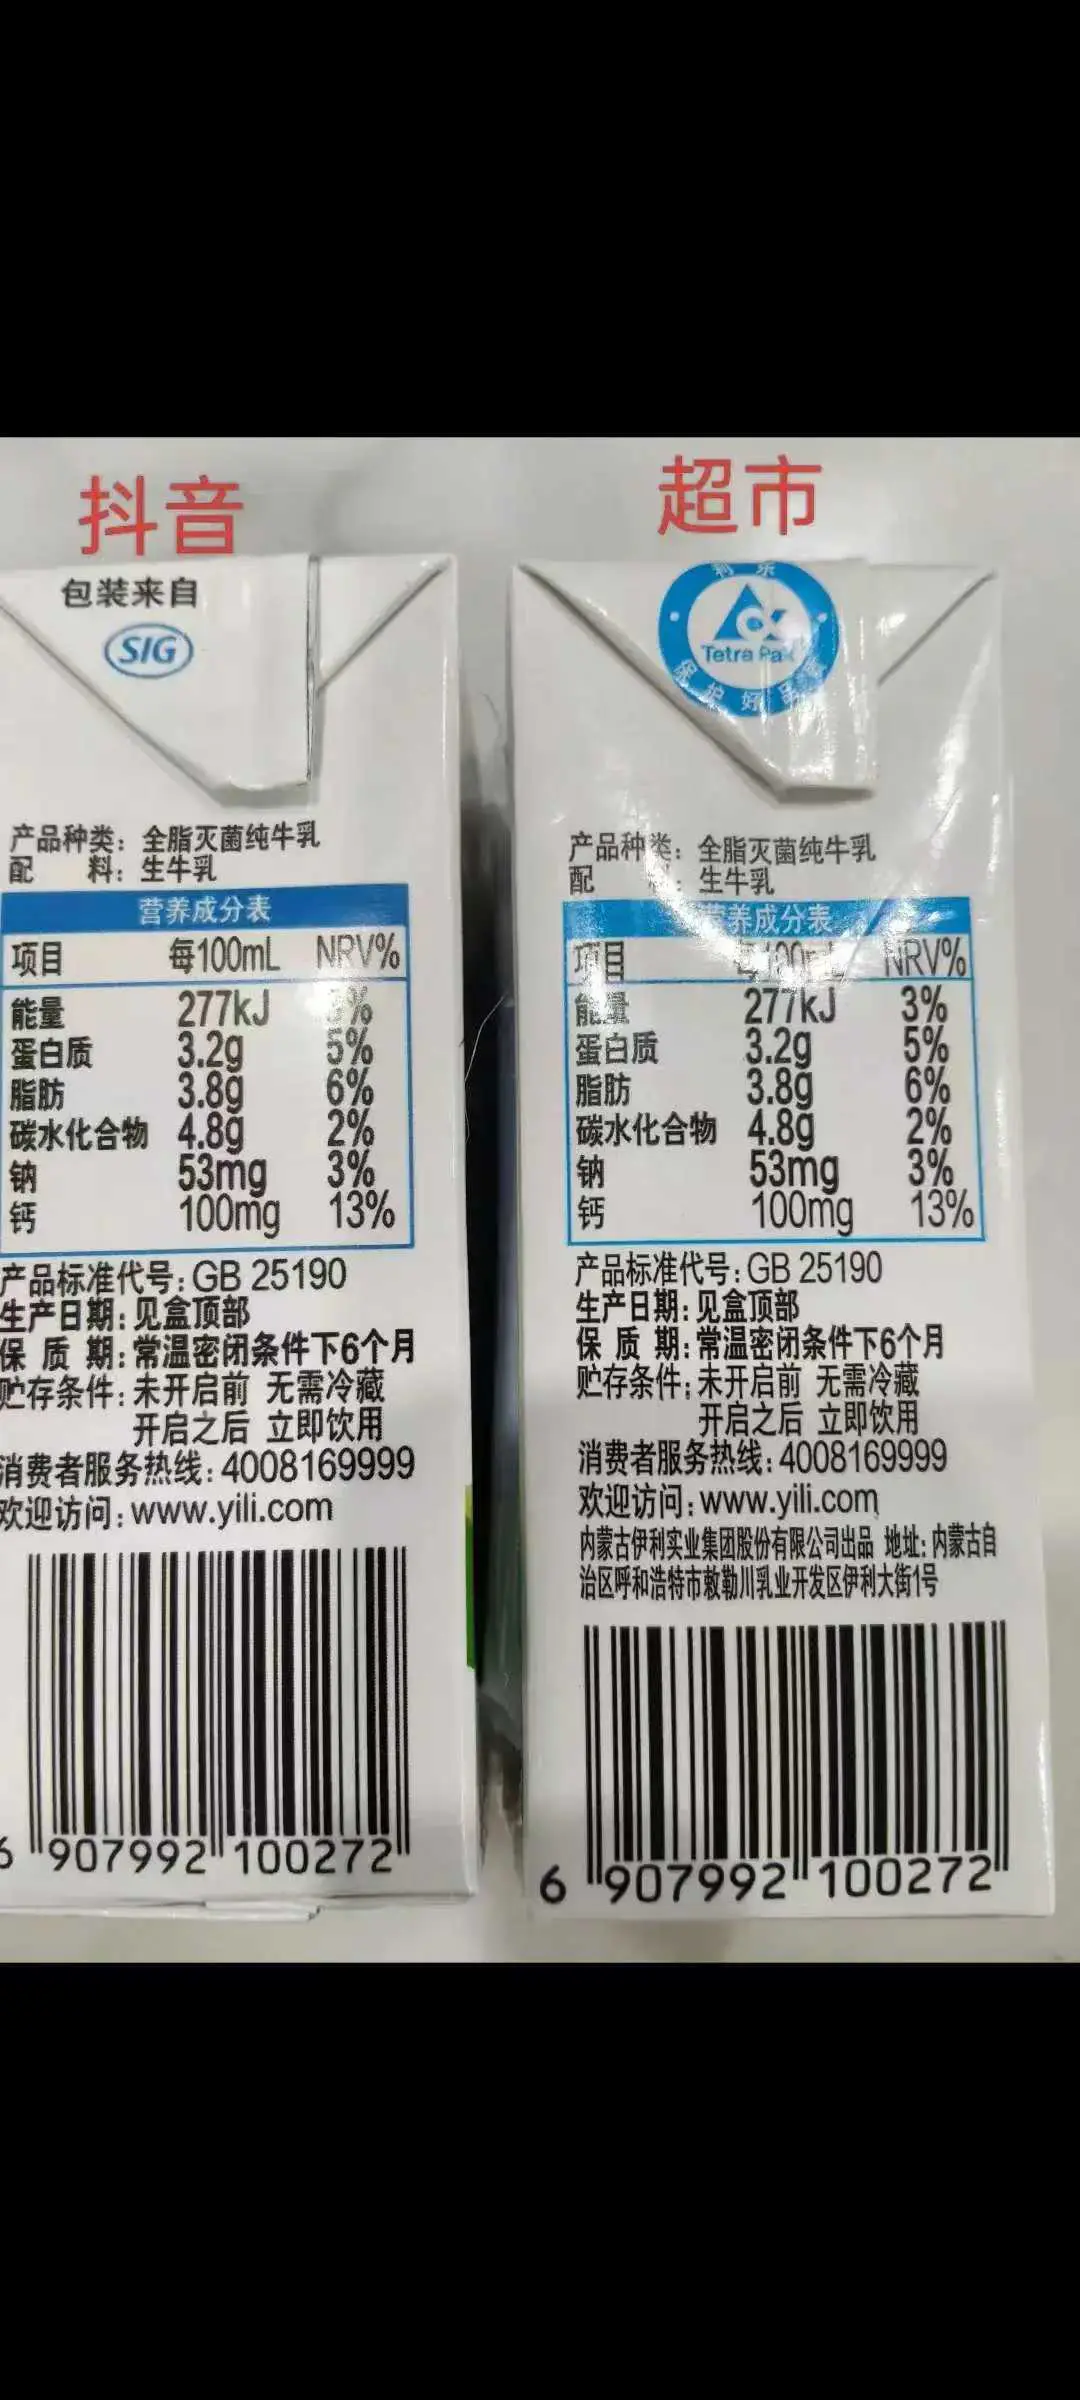 抖音
包装来自
SIG
产品种类：全脂灭菌纯牛乳
配 料：生牛乳
营养成分表
项目 每100mL NRV%
能量 277kJ 3%
蛋白质 3.2g 5%
脂肪 3.8g 6%
碳水化合物 4.8g 2%
钠 53mg 3%
钙 100mg 13%
产品标准代号：GB 25190
生产日期：见盒顶部
保 质 期：常温密闭条件下6个月
贮存条件：未开启前 无需冷藏
开启之后 立即饮用
消费者服务热线：4008169999
欢迎访问：www.yili.com
6 907992 100272
超市
利乐
Tetra Pak
保护好品
产品种类：全脂灭菌纯牛乳
配 料：生牛乳
营养成分表
项目 每100mL NRV%
能量 277kJ 3%
蛋白质 3.2g 5%
脂肪 3.8g 6%
碳水化合物 4.8g 2%
钠 53mg 3%
钙 100mg 13%
产品标准代号：GB 25190
生产日期：见盒顶部
保 质 期：常温密闭条件下6个月
贮存条件：未开启前 无需冷藏
开启之后 立即饮用
消费者服务热线：4008169999
欢迎访问：www.yili.com
内蒙古伊利实业集团股份有限公司出品 地址：内蒙古自
治区呼和浩特市敕勒川乳业开发区伊利大街1号
6 907992 100272